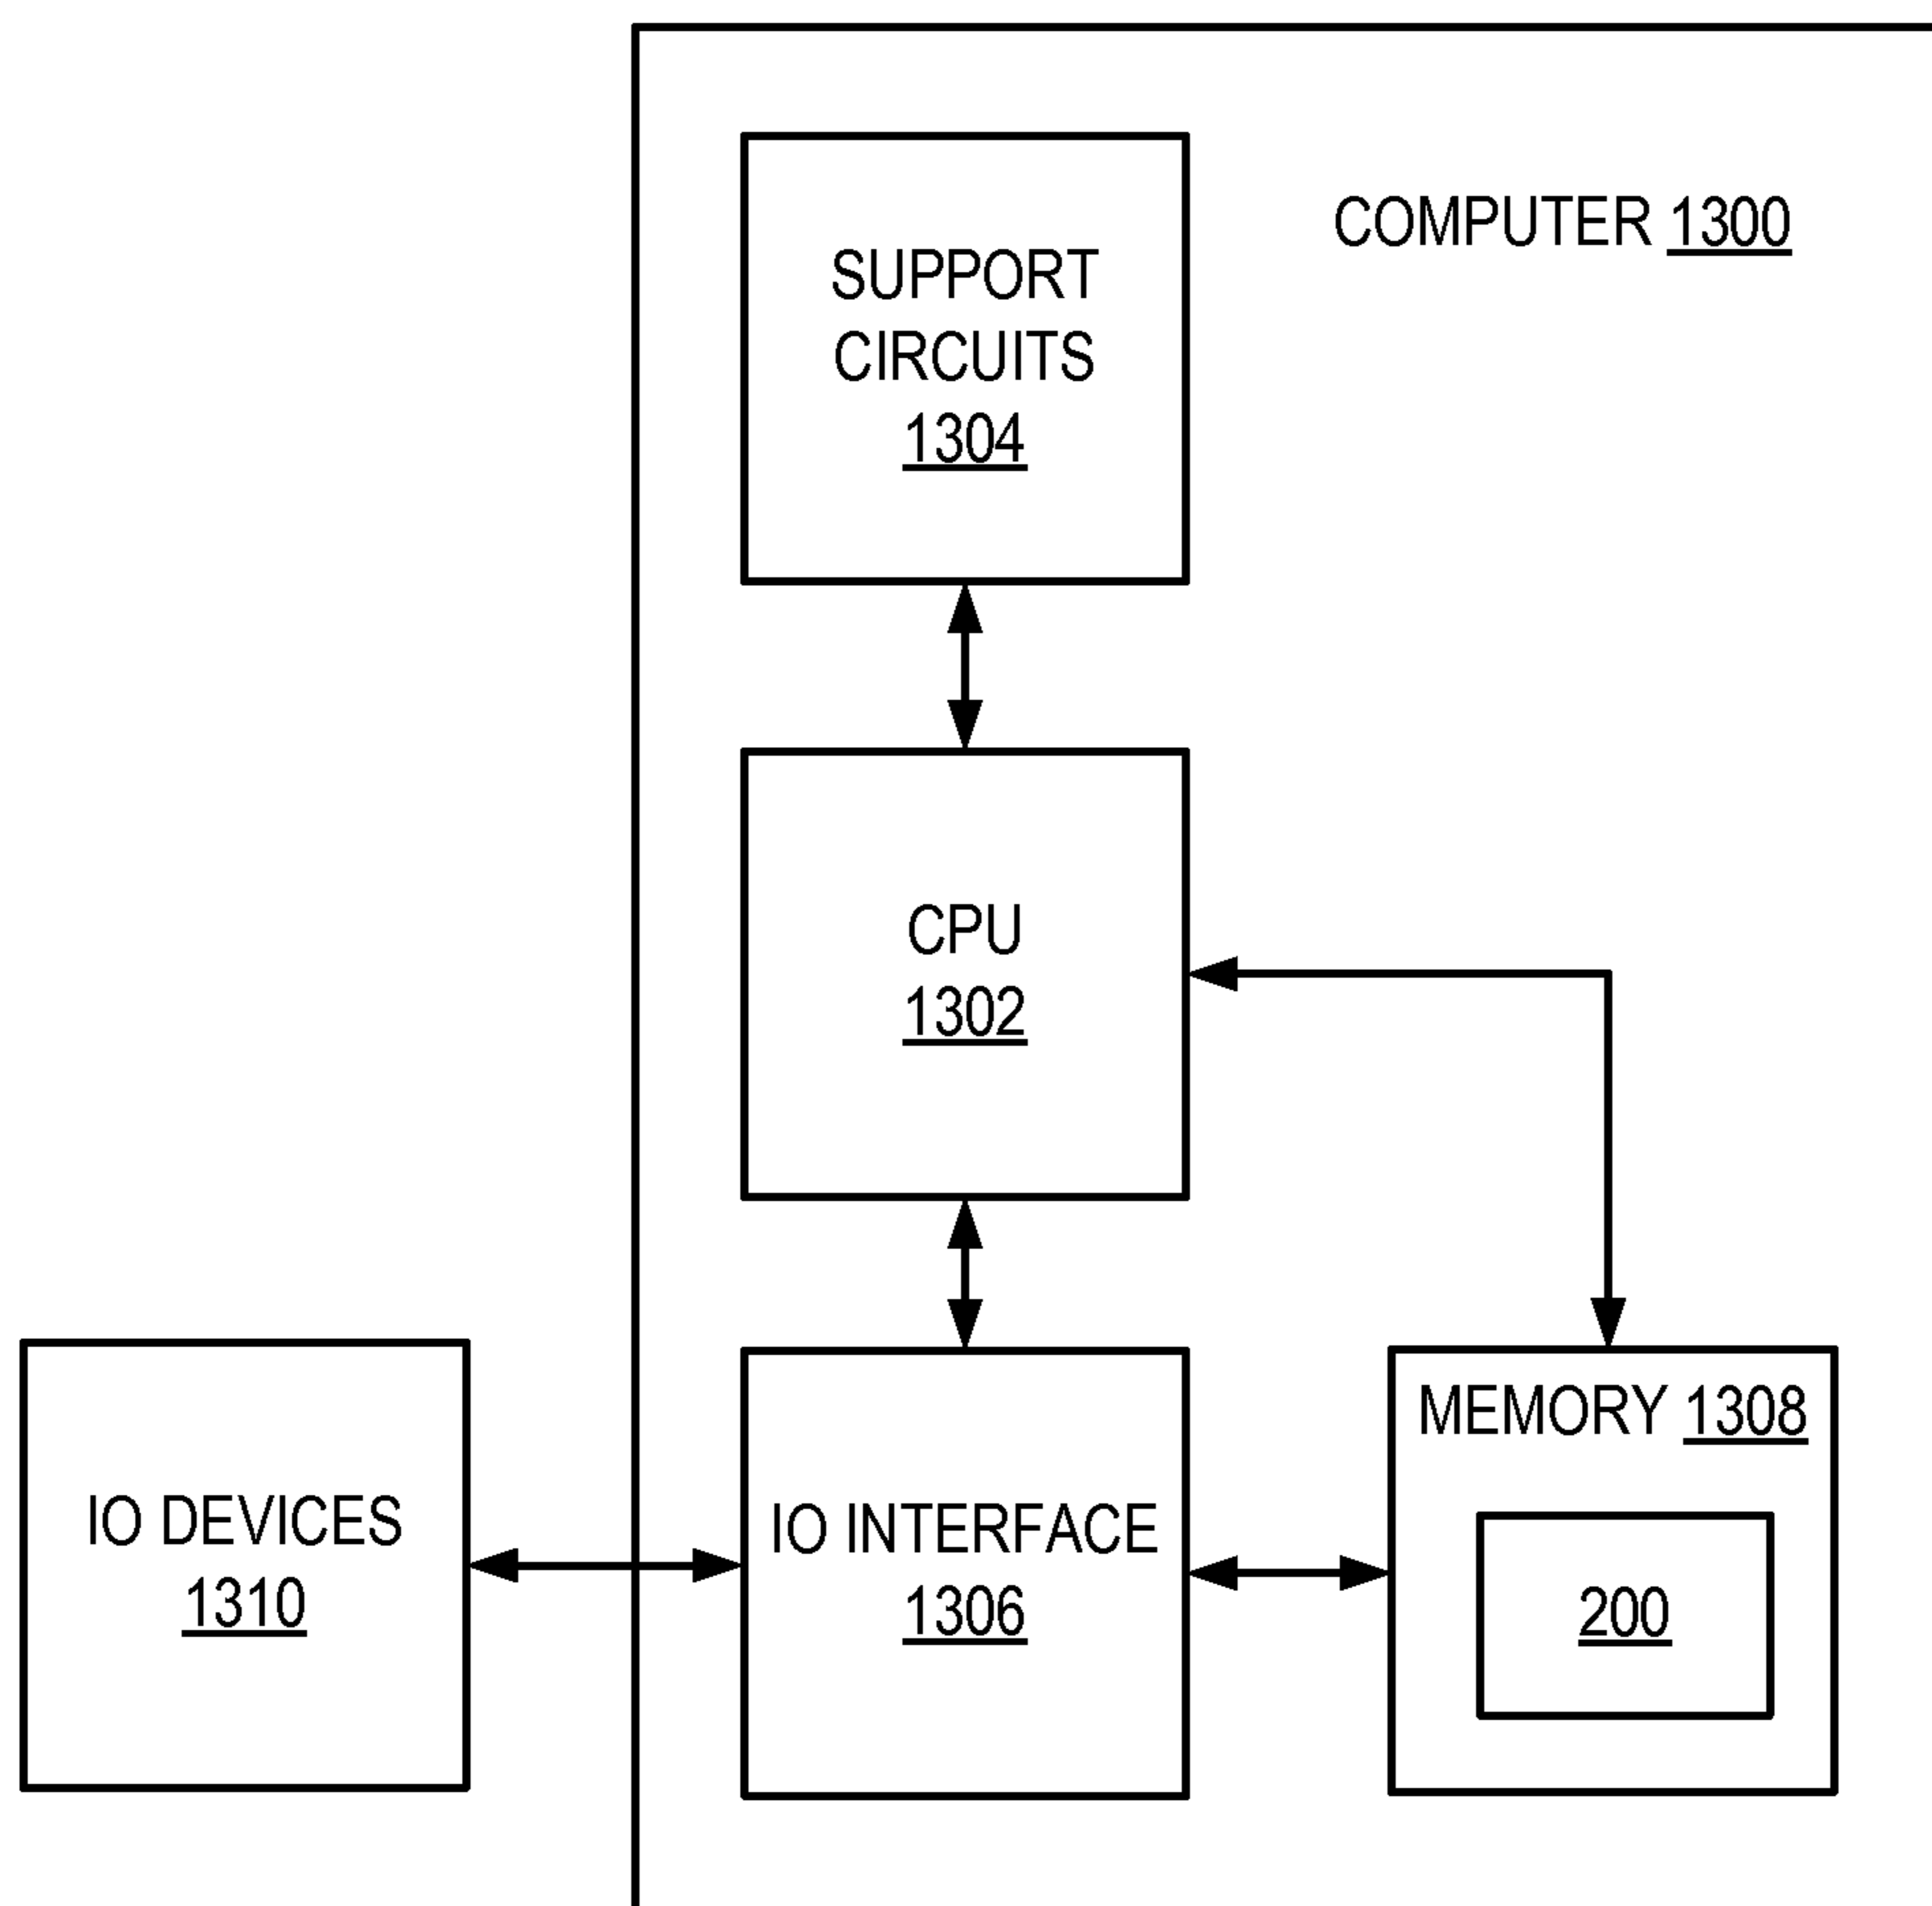 COMPUTER 1300
SUPPORT
CIRCUITS
1304
CPU
1302
IO DEVICES
1310
IO INTERFACE
1306
MEMORY 1308
200